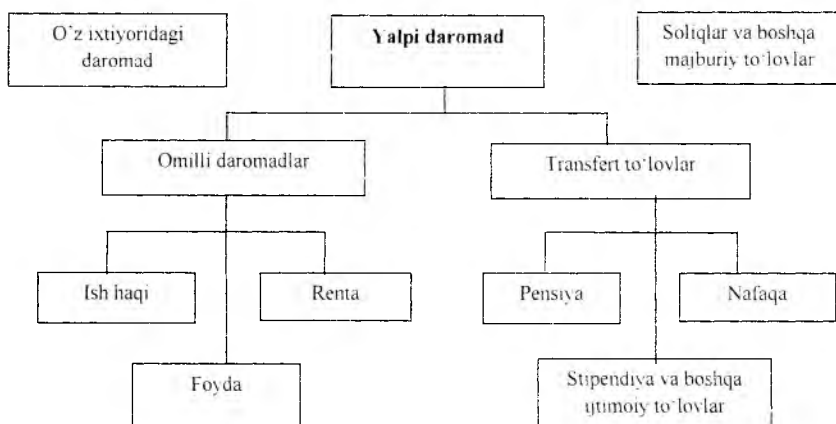 O'z ixtiyoridagi
daromad
Yalpi daromad
Soliqlar va boshqa
majburiy to'lovlar
Omilli daromadlar
Transfert to'lovlar
Ish haqi
Renta
Pensiya
Nafaqa
Foyda
Stipendiya va boshqa
ijtimoiy to'lovlar